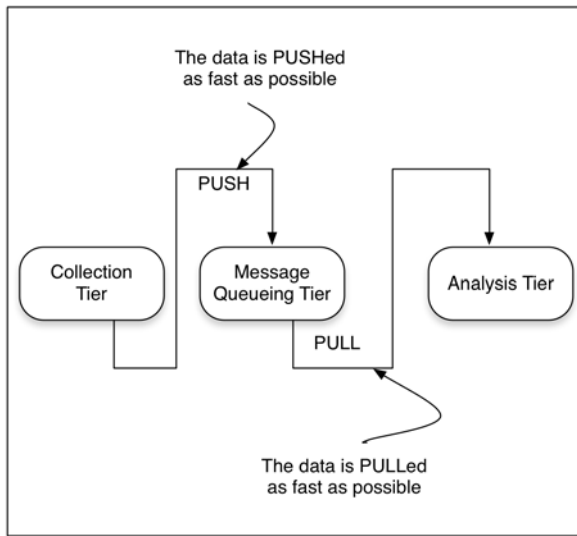 The data is PUSHed
as fast as possible
PUSH
Collection
Tier
Message
Queueing Tier
Analysis Tier
PULL
The data is PULLed
as fast as possible